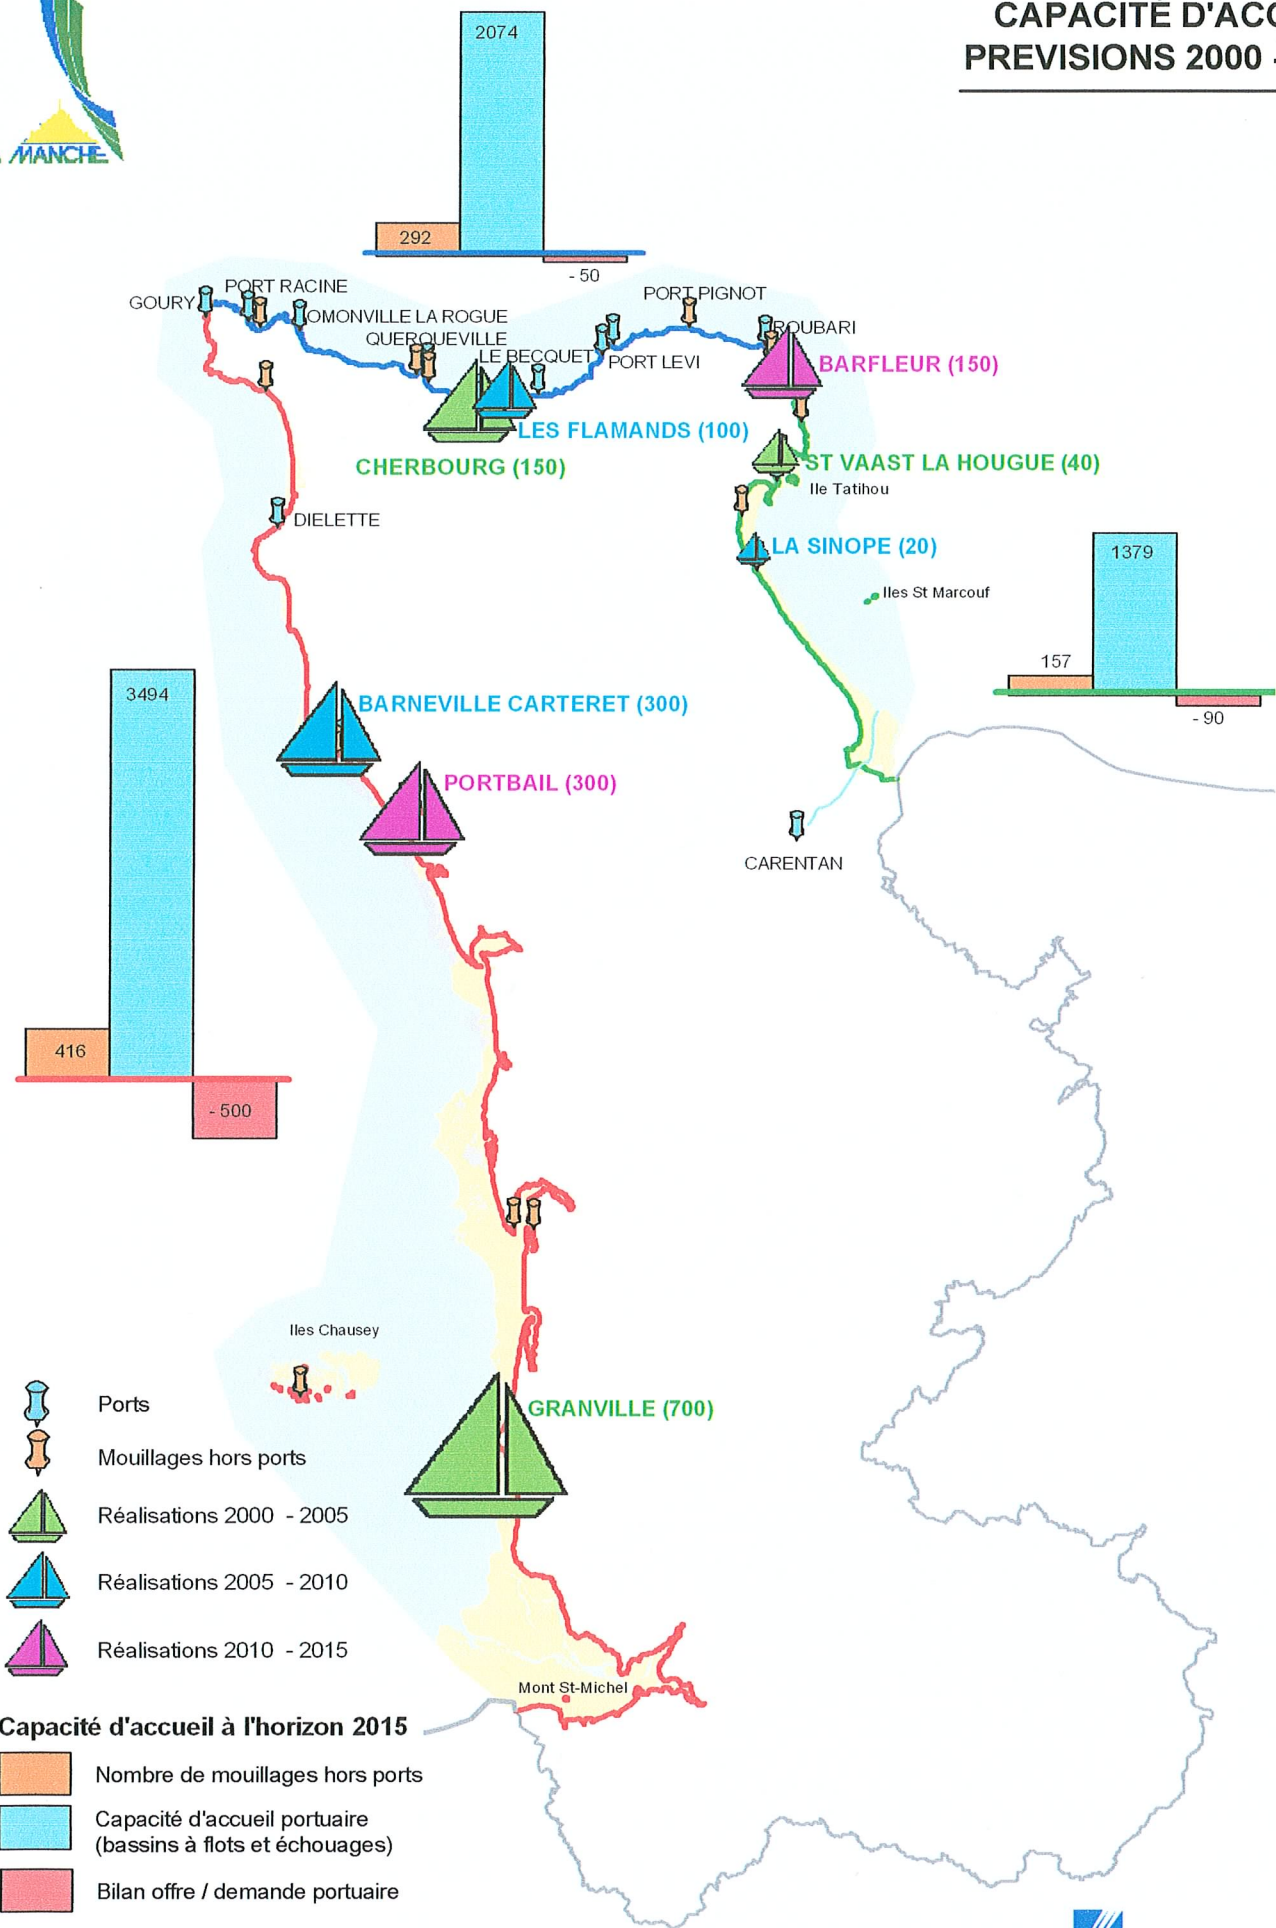 CAPACITE D'ACC
PREVISIONS 2000 -
MANCHE
2074
292
- 50
GOURY
PORT RACINE
OMONVILLE LA ROGUE
QUERQUEVILLE
LE BECQUET
PORT LEVI
PORT PIGNOT
ROUBARI
BARFLEUR (150)
LES FLAMANDS (100)
CHERBOURG (150)
ST VAAST LA HOUGUE (40)
Ile Tatihou
DIELETTE
LA SINOPE (20)
Iles St Marcouf
1379
157
- 90
3494
416
- 500
BARNEVILLE CARTERET (300)
PORTBAIL (300)
CARENTAN
Iles Chausey
GRANVILLE (700)
Mont St-Michel
Ports
Mouillages hors ports
Réalisations 2000 - 2005
Réalisations 2005 - 2010
Réalisations 2010 - 2015
Capacité d'accueil à l'horizon 2015
Nombre de mouillages hors ports
Capacité d'accueil portuaire
(bassins à flots et échouages)
Bilan offre / demande portuaire